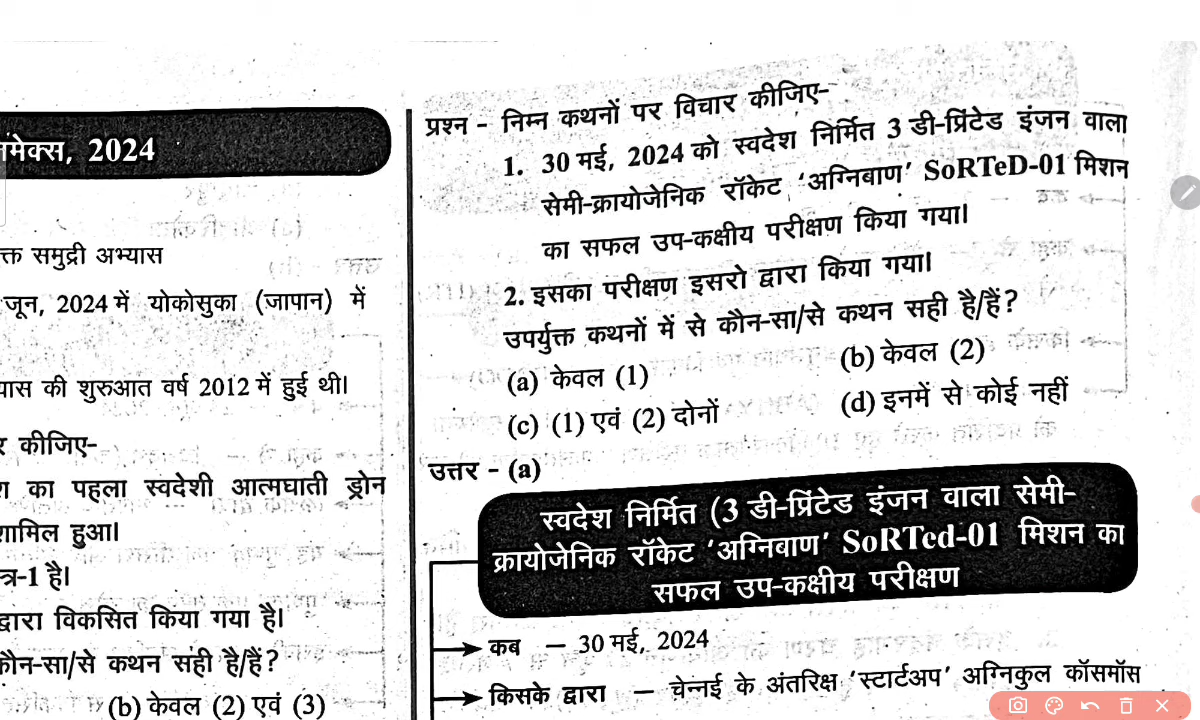 मेक्स, 2024
क्त समुद्री अभ्यास
जून, 2024 में योकोसुका (जापान) में
यास की शुरुआत वर्ष 2012 में हुई थी।
र कीजिए-
का पहला स्वदेशी आत्मघाती ड्रोन
शामिल हुआ।
त्र-1 है।
द्वारा विकसित किया गया है।
कौन-सा/से कथन सही है/हैं?
(b) केवल (2) एवं (3)
प्रश्न - निम्न कथनों पर विचार कीजिए-
1. 30 मई, 2024 को स्वदेश निर्मित 3 डी-प्रिंटेड इंजन वाला
सेमी-क्रायोजेनिक रॉकेट ‘अग्निबाण’ SoRTeD-01 मिशन
का सफल उप-कक्षीय परीक्षण किया गया।
2. इसका परीक्षण इसरो द्वारा किया गया।
उपर्युक्त कथनों में से कौन-सा/से कथन सही है/हैं?
(a) केवल (1) (b) केवल (2)
(c) (1) एवं (2) दोनों (d) इनमें से कोई नहीं
उत्तर - (a)
स्वदेश निर्मित (3 डी-प्रिंटेड इंजन वाला सेमी-
क्रायोजेनिक रॉकेट ‘अग्निबाण’ SoRTed-01 मिशन का
सफल उप-कक्षीय परीक्षण
कब – 30 मई, 2024
किसके द्वारा – चेन्नई के अंतरिक्ष ‘स्टार्टअप’ अग्निकुल कॉसमॉस